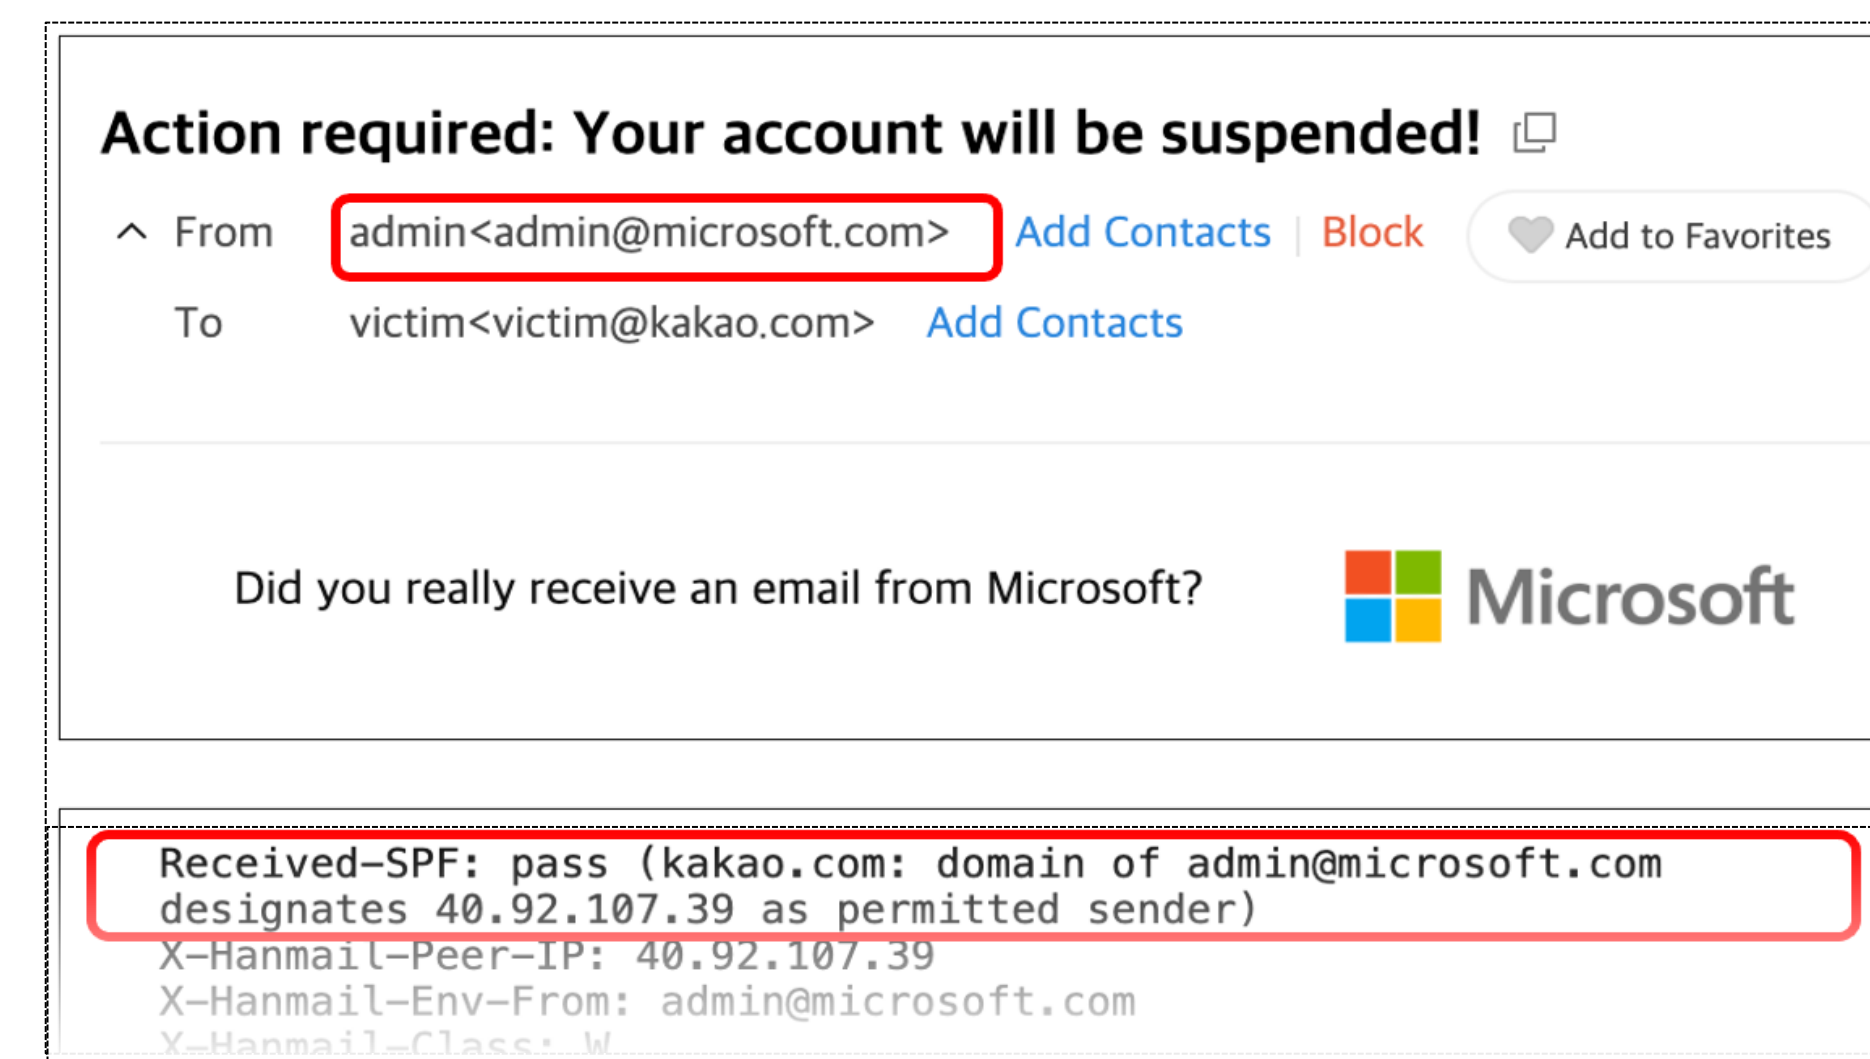 Action required: Your account will be suspended!
From admin<admin@microsoft.com> Add Contacts | Block Add to Favorites
To victim<victim@kakao.com> Add Contacts
Did you really receive an email from Microsoft? Microsoft
Received-SPF: pass (kakao.com: domain of admin@microsoft.com
designates 40.92.107.39 as permitted sender)
X-Hanmail-Peer-IP: 40.92.107.39
X-Hanmail-Env-From: admin@microsoft.com
X-Hanmail-Class: W